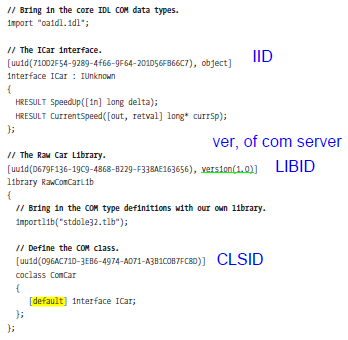 // Bring in the core IDL COM data types.
import "oaidl.idl";
// The ICar interface.
[uuid(710D2F54-9289-4f66-9F64-201D56FB66C7), object]
IID
interface ICar : IUnknown
{
HRESULT SpeedUp([in] long delta);
HRESULT CurrentSpeed([out, retval] long* currSp);
};
ver, of com server
// The Raw Car Library.
[uuid(D679F136-19C9-4868-B229-F338AE163656), version(1.0)]
LIBID
library RawComCarLib
{
// Bring in the COM type definitions with our own library.
importlib("stdole32.tlb");
// Define the COM class.
[uuid(096AC71D-3EB6-4974-A071-A3B1C0B7FC8D)]
CLSID
coclass ComCar
{
[default] interface ICar;
};
};